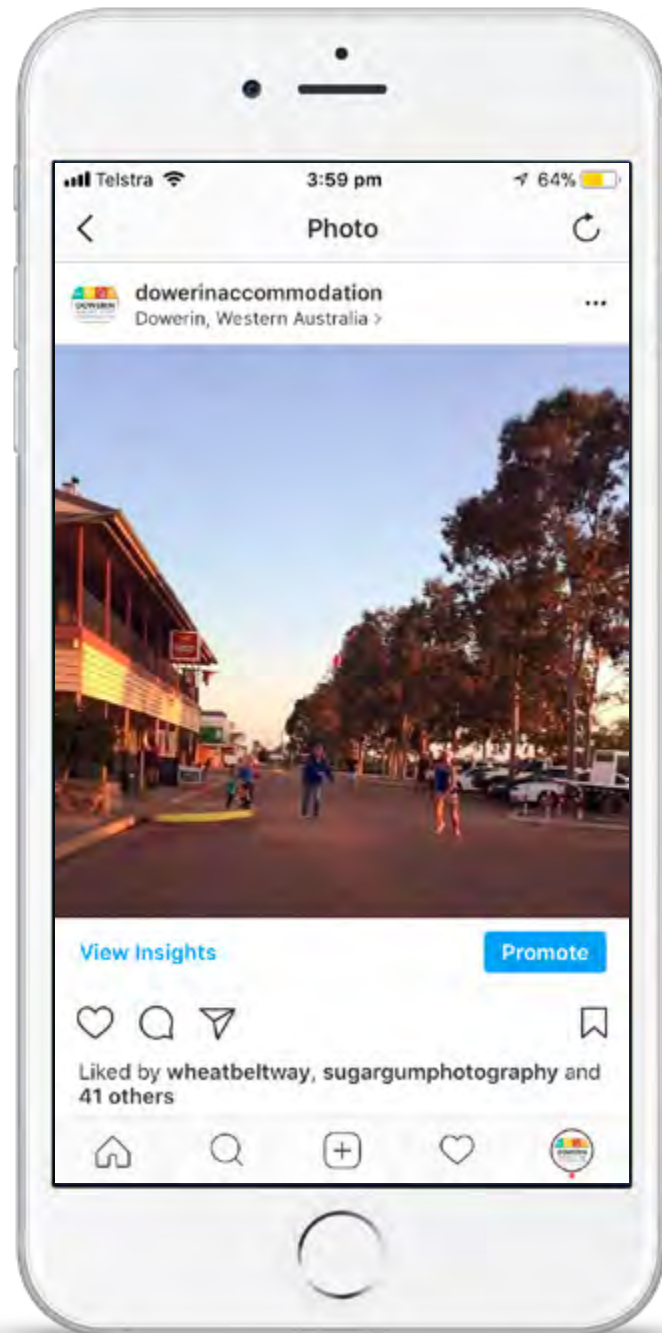 Telstra 3:59 pm 64%
Photo
dowerinaccommodation
Dowerin, Western Australia >
View Insights
Promote
Liked by wheatbeltway, sugargumphotography and
41 others